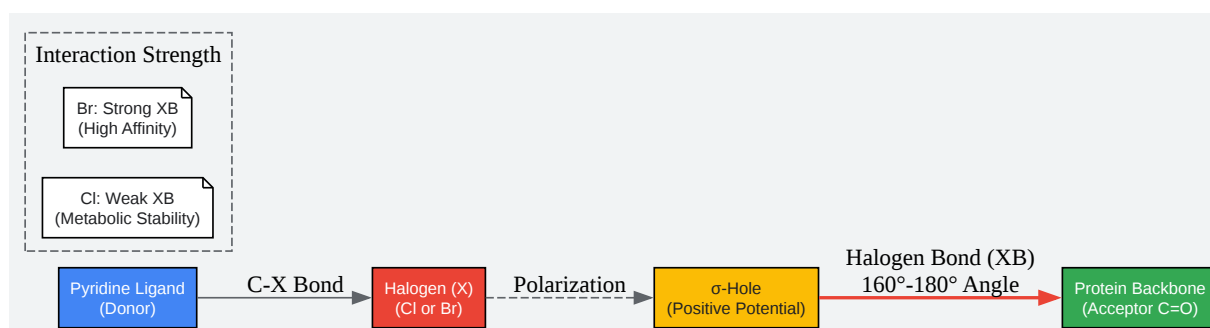 Interaction Strength
Br: Strong XB
(High Affinity)
Cl: Weak XB
(Metabolic Stability)
Pyridine Ligand
(Donor)
C-X Bond
Halogen (X)
(Cl or Br)
Polarization
σ-Hole
(Positive Potential)
Halogen Bond (XB)
160°-180° Angle
Protein Backbone
(Acceptor C=O)